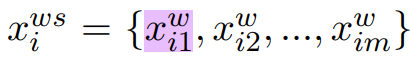 $x_i^{ws} = \{x_{i1}^w, x_{i2}^w, ..., x_{im}^w\}$